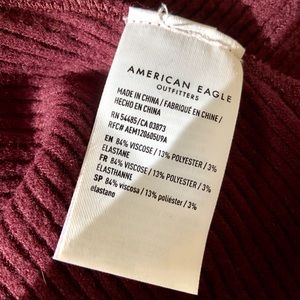 AMERICAN EAGLE
OUTFITTERS
MADE IN CHINA / FABRIQUÉ EN CHINE /
HECHO EN CHINA
RN 54485/CA 03873
RFC# AEM120605U9A
EN 84% VISCOSE / 13% POLYESTER / 3%
ELASTANE
FR 84% VISCOSE / 13% POLYESTER / 3%
ELASTHANNE
SP 84% viscosa / 13% poliéster / 3%
elastano